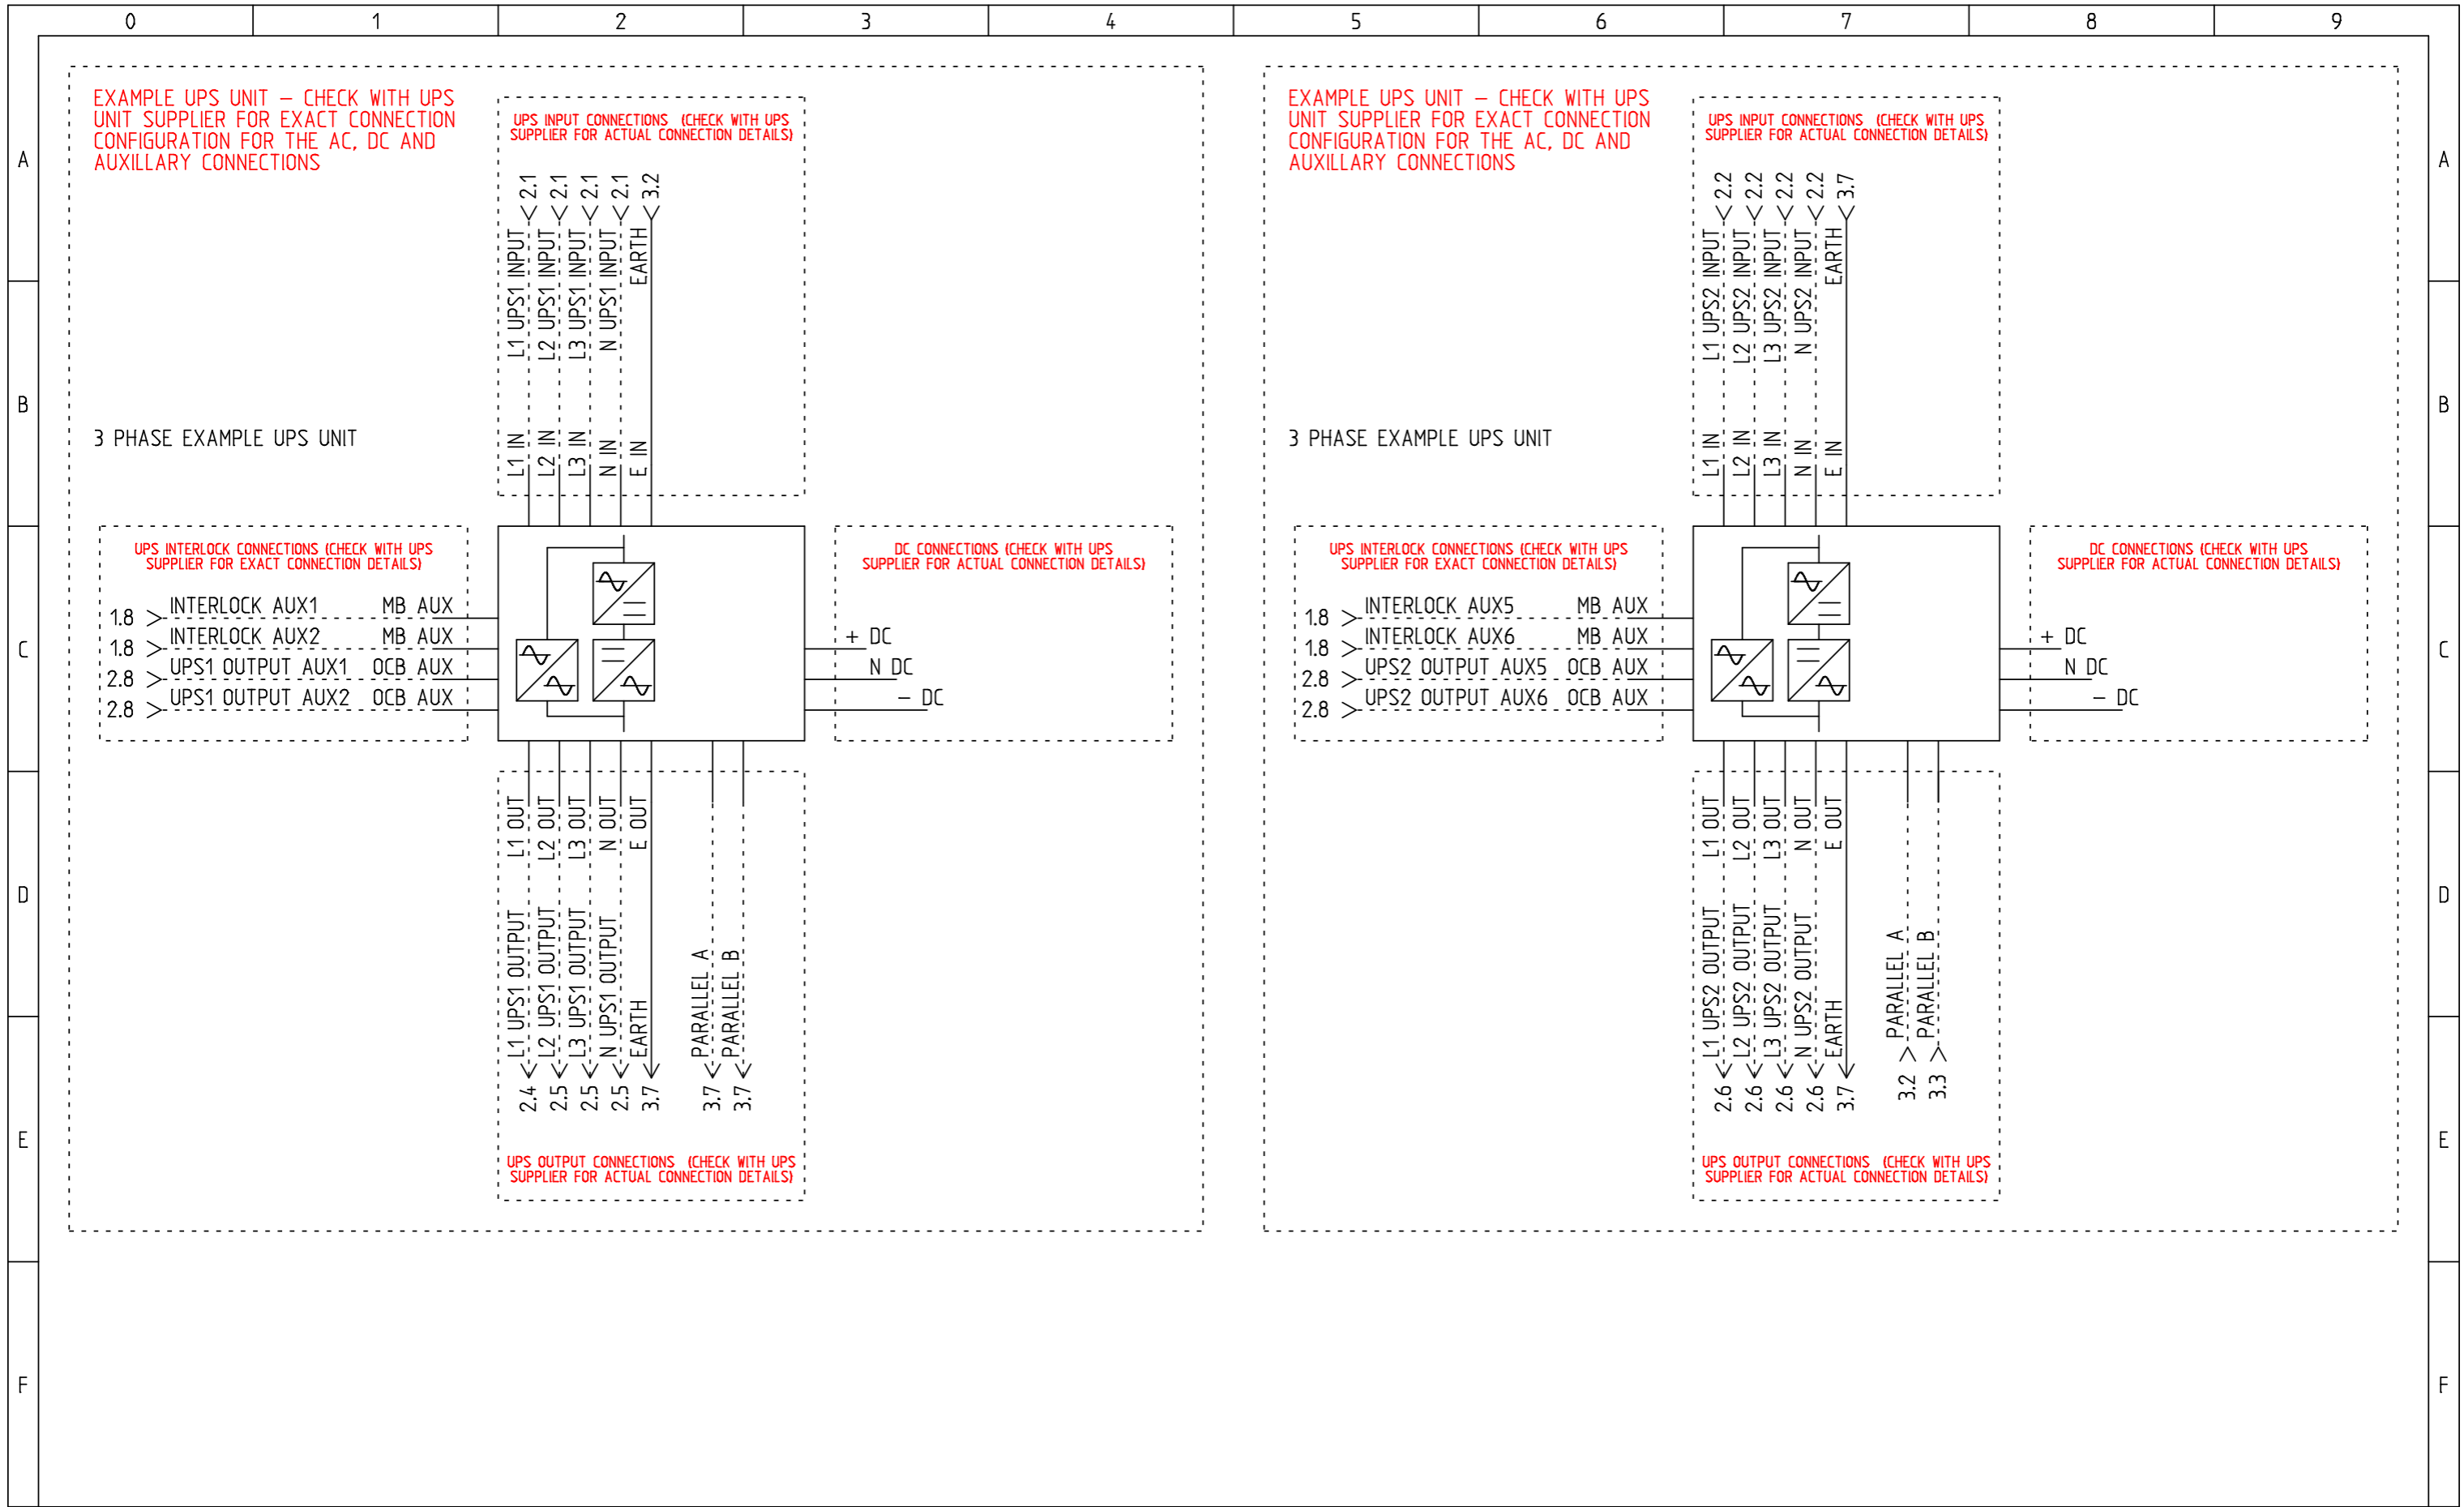 0 1 2 3 4 5 6 7 8 9
A
B
C
D
E
F
EXAMPLE UPS UNIT – CHECK WITH UPS
UNIT SUPPLIER FOR EXACT CONNECTION
CONFIGURATION FOR THE AC, DC AND
AUXILLARY CONNECTIONS
UPS INPUT CONNECTIONS (CHECK WITH UPS
SUPPLIER FOR ACTUAL CONNECTION DETAILS)
2.1
2.1
2.1
2.1
3.2
L1 UPS1 INPUT
L2 UPS1 INPUT
L3 UPS1 INPUT
N UPS1 INPUT
EARTH
L1 IN
L2 IN
L3 IN
N IN
E IN
3 PHASE EXAMPLE UPS UNIT
UPS INTERLOCK CONNECTIONS (CHECK WITH UPS
SUPPLIER FOR EXACT CONNECTION DETAILS)
1.8 INTERLOCK AUX1 MB AUX
1.8 INTERLOCK AUX2 MB AUX
2.8 UPS1 OUTPUT AUX1 OCB AUX
2.8 UPS1 OUTPUT AUX2 OCB AUX
DC CONNECTIONS (CHECK WITH UPS
SUPPLIER FOR ACTUAL CONNECTION DETAILS)
+ DC
N DC
– DC
L1 OUT
L2 OUT
L3 OUT
N OUT
E OUT
L1 UPS1 OUTPUT
L2 UPS1 OUTPUT
L3 UPS1 OUTPUT
N UPS1 OUTPUT
EARTH
PARALLEL A
PARALLEL B
2.4
2.5
2.5
2.5
3.7
3.7
3.7
UPS OUTPUT CONNECTIONS (CHECK WITH UPS
SUPPLIER FOR ACTUAL CONNECTION DETAILS)
EXAMPLE UPS UNIT – CHECK WITH UPS
UNIT SUPPLIER FOR EXACT CONNECTION
CONFIGURATION FOR THE AC, DC AND
AUXILLARY CONNECTIONS
UPS INPUT CONNECTIONS (CHECK WITH UPS
SUPPLIER FOR ACTUAL CONNECTION DETAILS)
2.2
2.2
2.2
2.2
3.7
L1 UPS2 INPUT
L2 UPS2 INPUT
L3 UPS2 INPUT
N UPS2 INPUT
EARTH
L1 IN
L2 IN
L3 IN
N IN
E IN
3 PHASE EXAMPLE UPS UNIT
UPS INTERLOCK CONNECTIONS (CHECK WITH UPS
SUPPLIER FOR EXACT CONNECTION DETAILS)
1.8 INTERLOCK AUX5 MB AUX
1.8 INTERLOCK AUX6 MB AUX
2.8 UPS2 OUTPUT AUX5 OCB AUX
2.8 UPS2 OUTPUT AUX6 OCB AUX
DC CONNECTIONS (CHECK WITH UPS
SUPPLIER FOR ACTUAL CONNECTION DETAILS)
+ DC
N DC
– DC
L1 OUT
L2 OUT
L3 OUT
N OUT
E OUT
L1 UPS2 OUTPUT
L2 UPS2 OUTPUT
L3 UPS2 OUTPUT
N UPS2 OUTPUT
EARTH
PARALLEL A
PARALLEL B
2.6
2.6
2.6
2.6
3.7
3.2
3.3
UPS OUTPUT CONNECTIONS (CHECK WITH UPS
SUPPLIER FOR ACTUAL CONNECTION DETAILS)
A
B
C
D
E
F